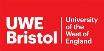 UWE
Bristol
University
of the
West of
England